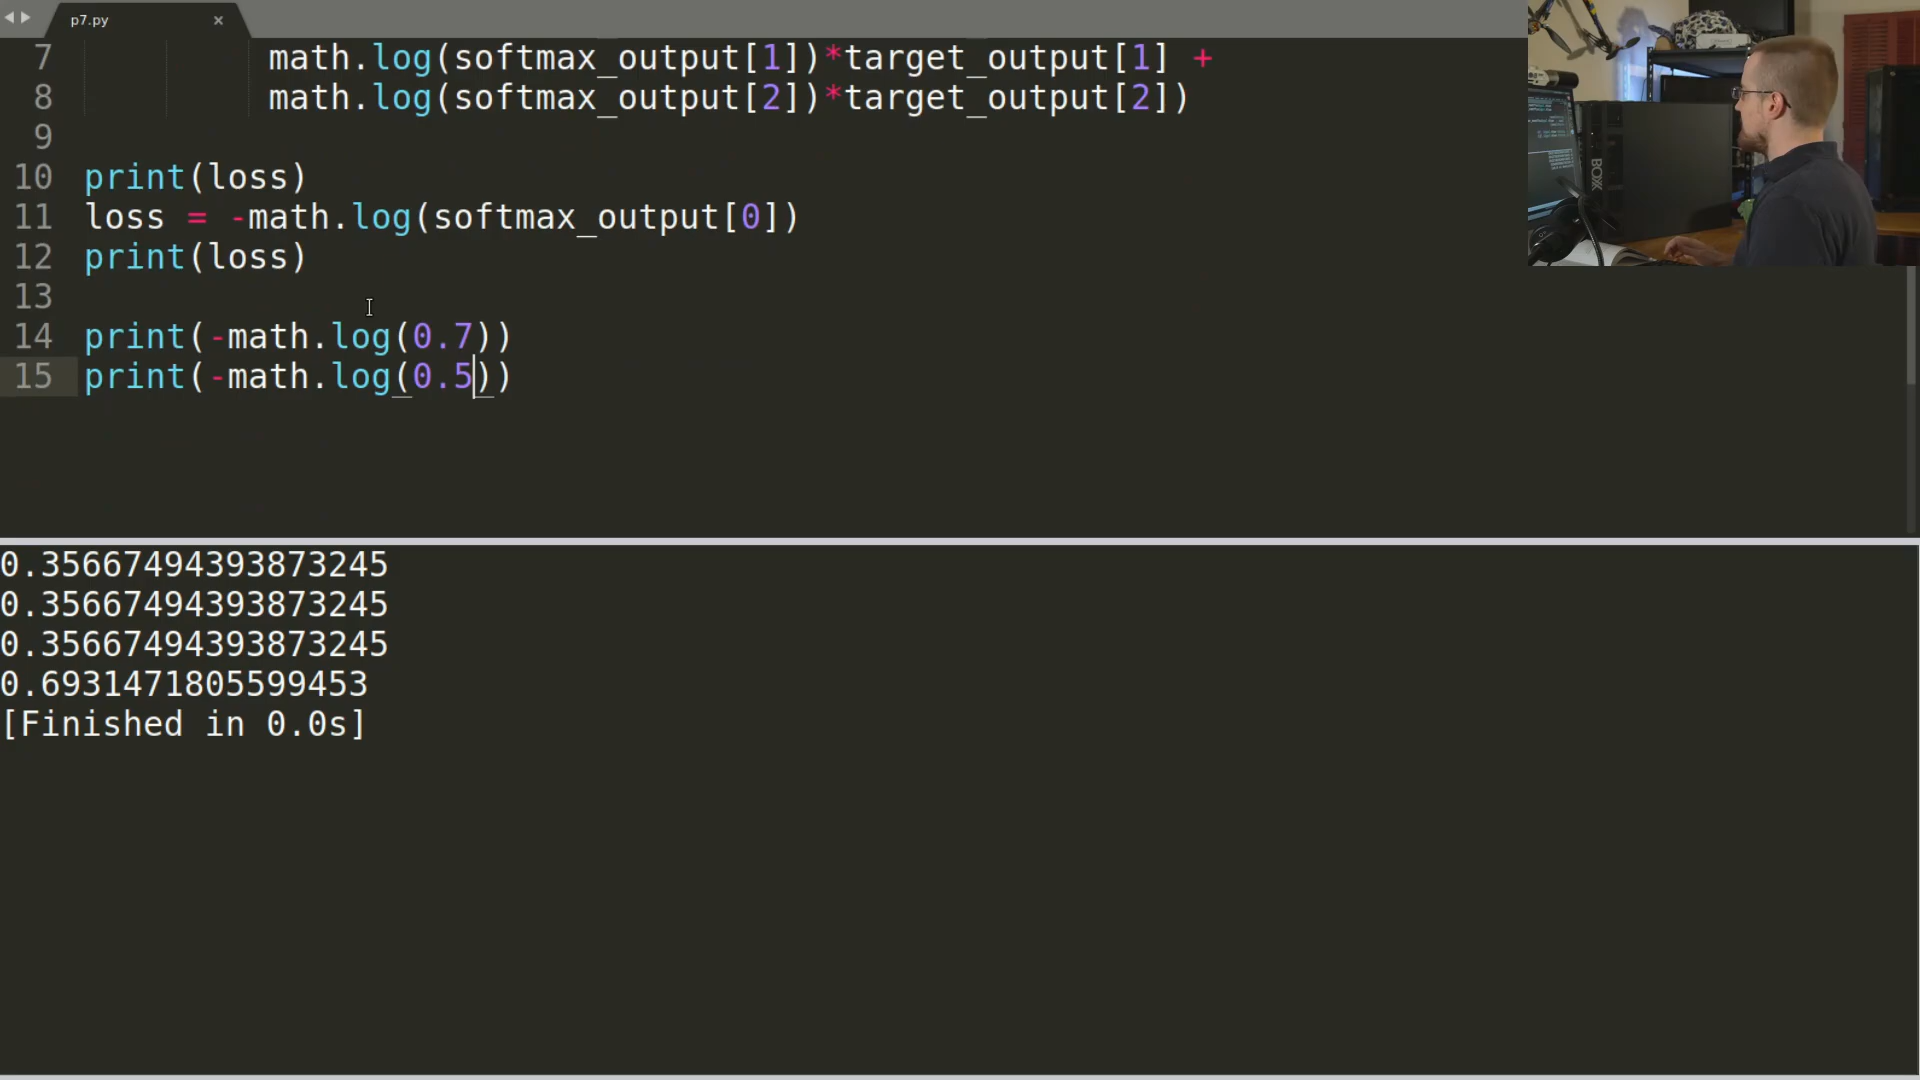 p7.py ×
7 math.log(softmax_output[1])*target_output[1] +
8 math.log(softmax_output[2])*target_output[2])
9
10 print(loss)
11 loss = -math.log(softmax_output[0])
12 print(loss)
13
14 print(-math.log(0.7))
15 print(-math.log(0.5))
0.35667494393873245
0.35667494393873245
0.35667494393873245
0.6931471805599453
[Finished in 0.0s]
BOXX